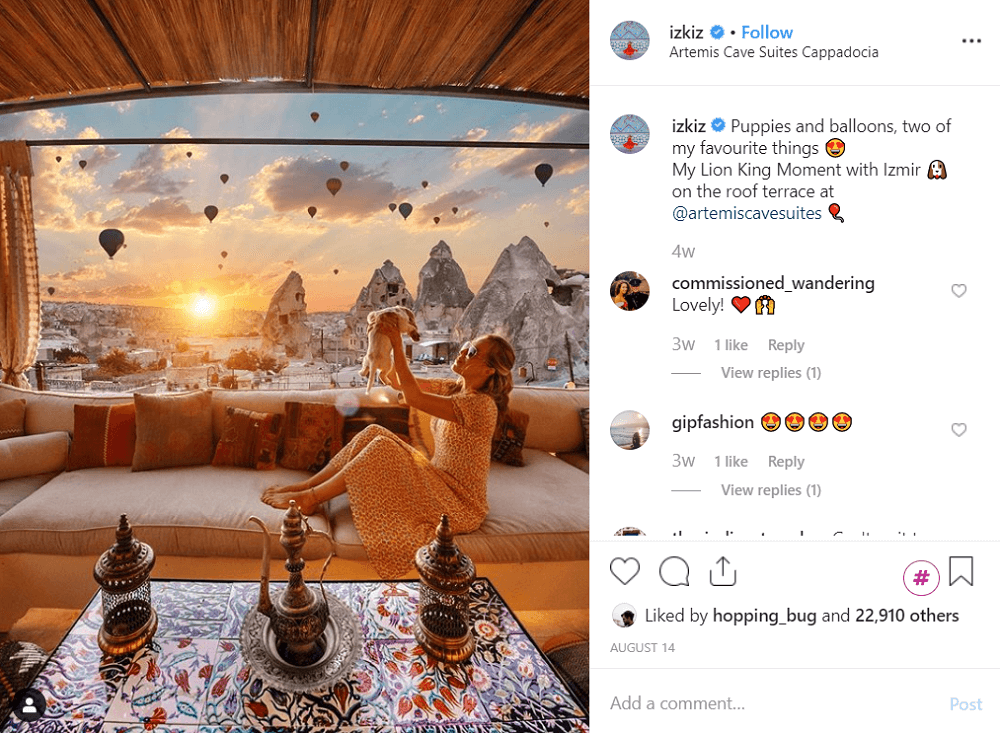 izkiz • Follow
Artemis Cave Suites Cappadocia
izkiz Puppies and balloons, two of
my favourite things 😍
My Lion King Moment with Izmir 🐶
on the roof terrace at
@artemiscavesuites 🎈
4w
commissioned_wandering
Lovely! ❤️🙌
3w 1 like Reply
View replies (1)
gipfashion 😍😍😍😍
3w 1 like Reply
View replies (1)
#
Liked by hopping_bug and 22,910 others
AUGUST 14
Add a comment... Post